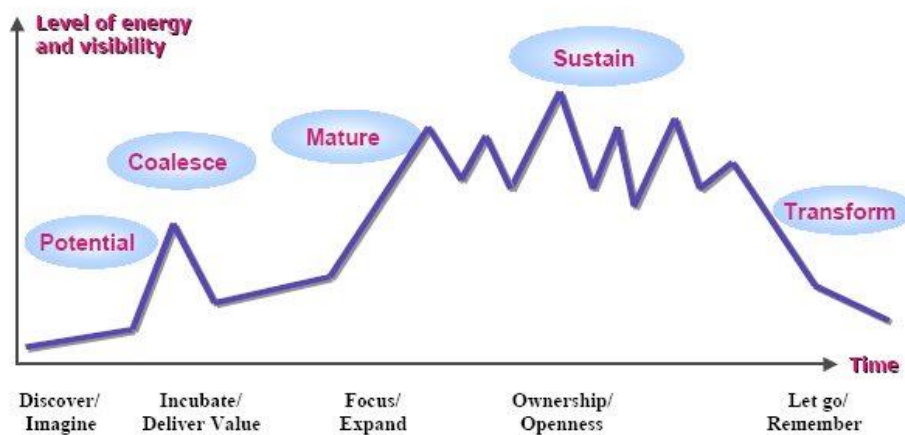 Level of energy
and visibility
Sustain
Mature
Coalesce
Potential
Transform
Time
Discover/
Imagine
Incubate/
Deliver Value
Focus/
Expand
Ownership/
Openness
Let go/
Remember